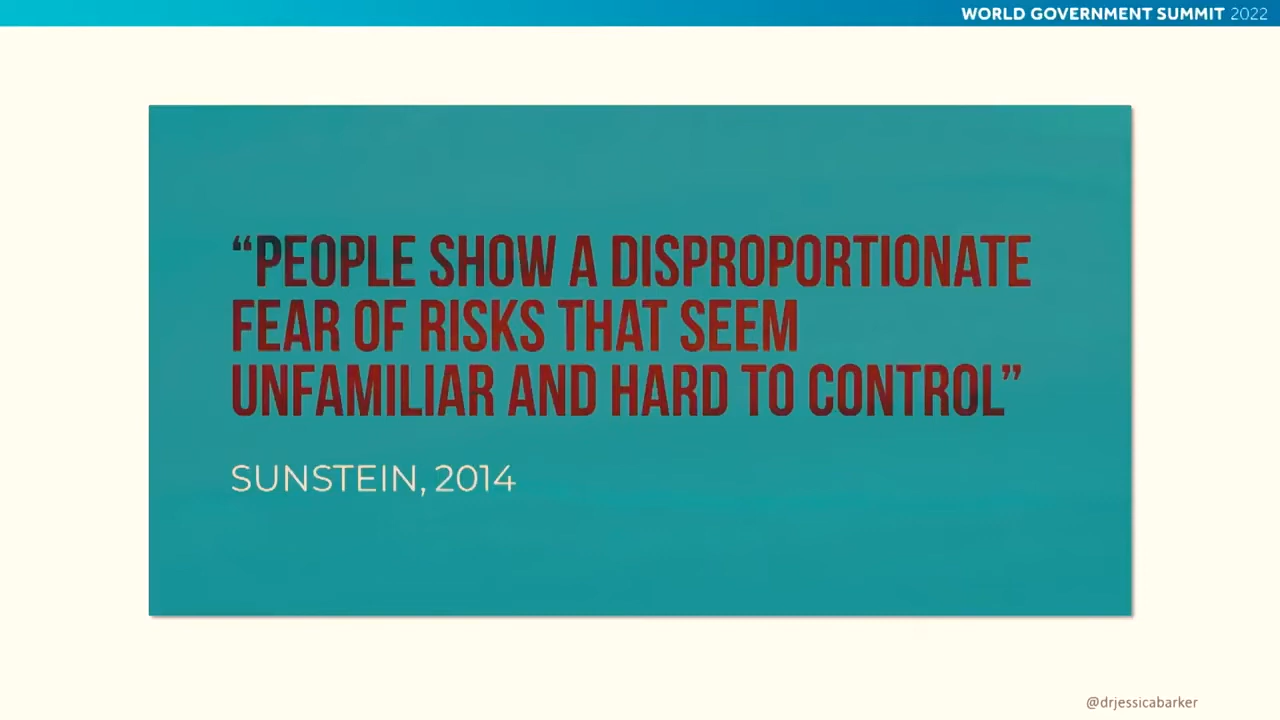 WORLD GOVERNMENT SUMMIT 2022
“PEOPLE SHOW A DISPROPORTIONATE
FEAR OF RISKS THAT SEEM
UNFAMILIAR AND HARD TO CONTROL”
SUNSTEIN, 2014
@drjessicabarker